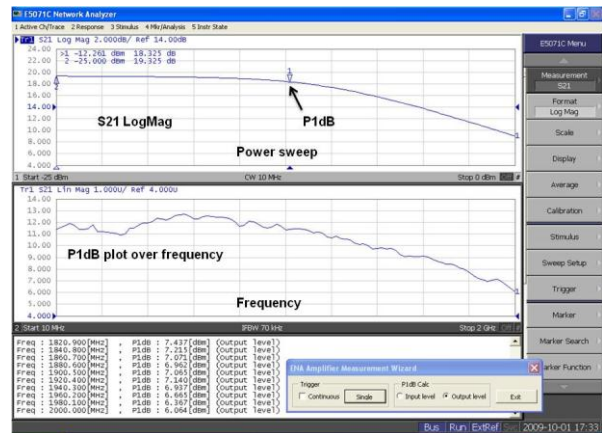 E5071C Network Analyzer
1 Active Ch/Trace 2 Response 3 Stimulus 4 Mkr/Analysis 5 Instr State
Tr1 S21 Log Mag 2.000dB/ Ref 14.00dB
24.00
22.00
20.00
18.00
16.00
14.00
12.00
10.00
8.000
6.000
4.000
>1 -12.261 dBm 18.325 dB
2 -25.000 dBm 19.325 dB
1
2
1
S21 LogMag
P1dB
Power sweep
1 Start -25 dBm
CW 10 MHz
Stop 0 dBm
Tr1 S21 Lin Mag 1.000U/ Ref 4.000U
14.00
13.00
12.00
11.00
10.00
9.000
8.000
7.000
6.000
5.000
4.000
1
P1dB plot over frequency
Frequency
2 Start 10 MHz
IFBW 70 kHz
Stop 2 GHz
Freq : 1820.900[MHz] , P1dB : 7.437[dBm] (Output level)
Freq : 1840.800[MHz] , P1dB : 7.215[dBm] (Output level)
Freq : 1860.700[MHz] , P1dB : 7.071[dBm] (Output level)
Freq : 1880.600[MHz] , P1dB : 6.962[dBm] (Output level)
Freq : 1900.500[MHz] , P1dB : 7.065[dBm] (Output level)
Freq : 1920.400[MHz] , P1dB : 7.140[dBm] (Output level)
Freq : 1940.300[MHz] , P1dB : 6.937[dBm] (Output level)
Freq : 1960.200[MHz] , P1dB : 6.665[dBm] (Output level)
Freq : 1980.100[MHz] , P1dB : 6.367[dBm] (Output level)
Freq : 2000.000[MHz] , P1dB : 6.064[dBm] (Output level)
ENA Amplifier Measurement Wizard
Trigger
Continuous
Single
P1dB Calc
Input level
Output level
Exit
E5071C Menu
Measurement
S21
Format
Log Mag
Scale
Display
Average
Calibration
Stimulus
Sweep Setup
Trigger
Marker
Marker Search
Marker Function
Bus Run ExtRef Svc 2009-10-01 17:33